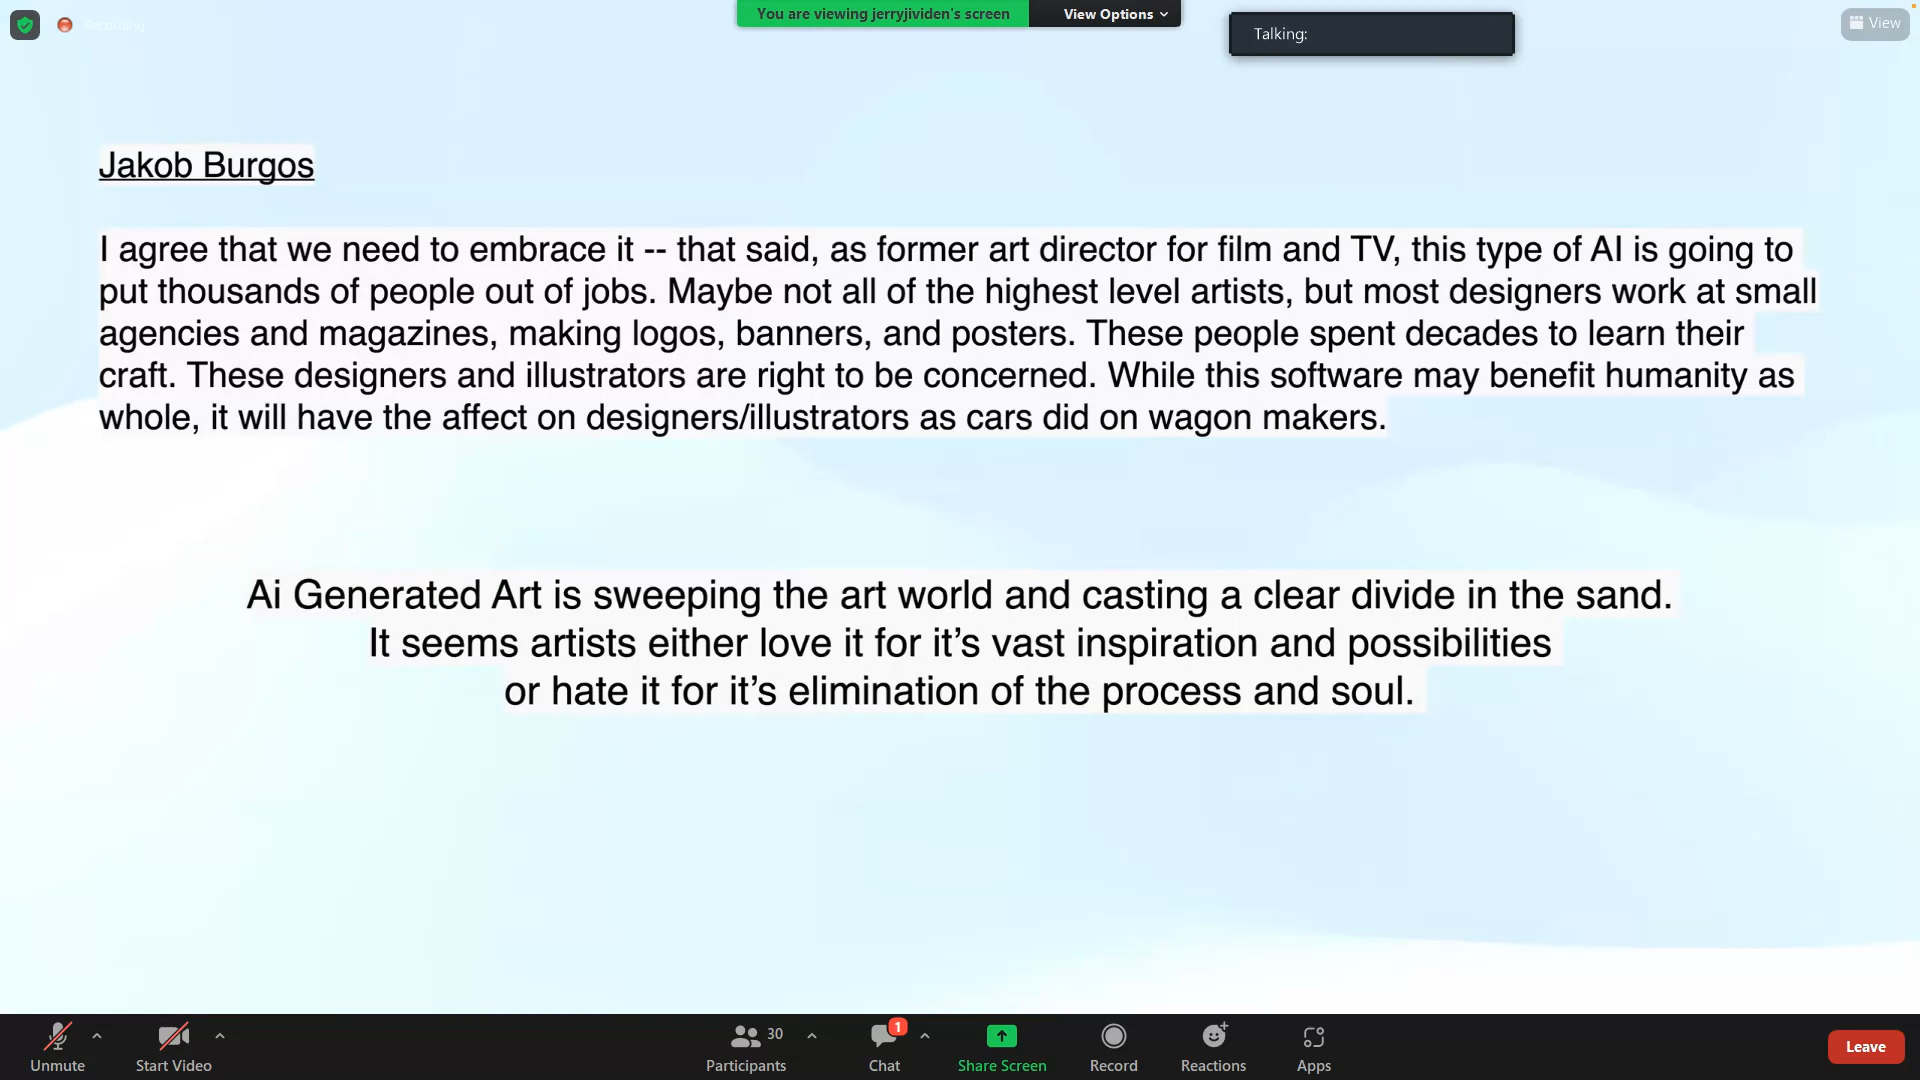 Recording
You are viewing jerryjividen's screen
View Options
Talking:
View
Jakob Burgos
I agree that we need to embrace it -- that said, as former art director for film and TV, this type of AI is going to
put thousands of people out of jobs. Maybe not all of the highest level artists, but most designers work at small
agencies and magazines, making logos, banners, and posters. These people spent decades to learn their
craft. These designers and illustrators are right to be concerned. While this software may benefit humanity as
whole, it will have the affect on designers/illustrators as cars did on wagon makers.
Ai Generated Art is sweeping the art world and casting a clear divide in the sand.
It seems artists either love it for it’s vast inspiration and possibilities
or hate it for it’s elimination of the process and soul.
Unmute
Start Video
30
Participants
1
Chat
Share Screen
Record
Reactions
Apps
Leave